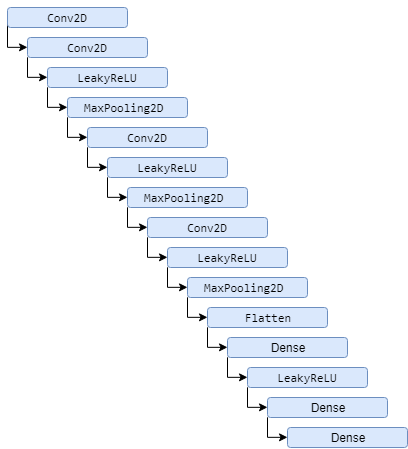 Conv2D
Conv2D
LeakyReLU
MaxPooling2D
Conv2D
LeakyReLU
MaxPooling2D
Conv2D
LeakyReLU
MaxPooling2D
Flatten
Dense
LeakyReLU
Dense
Dense